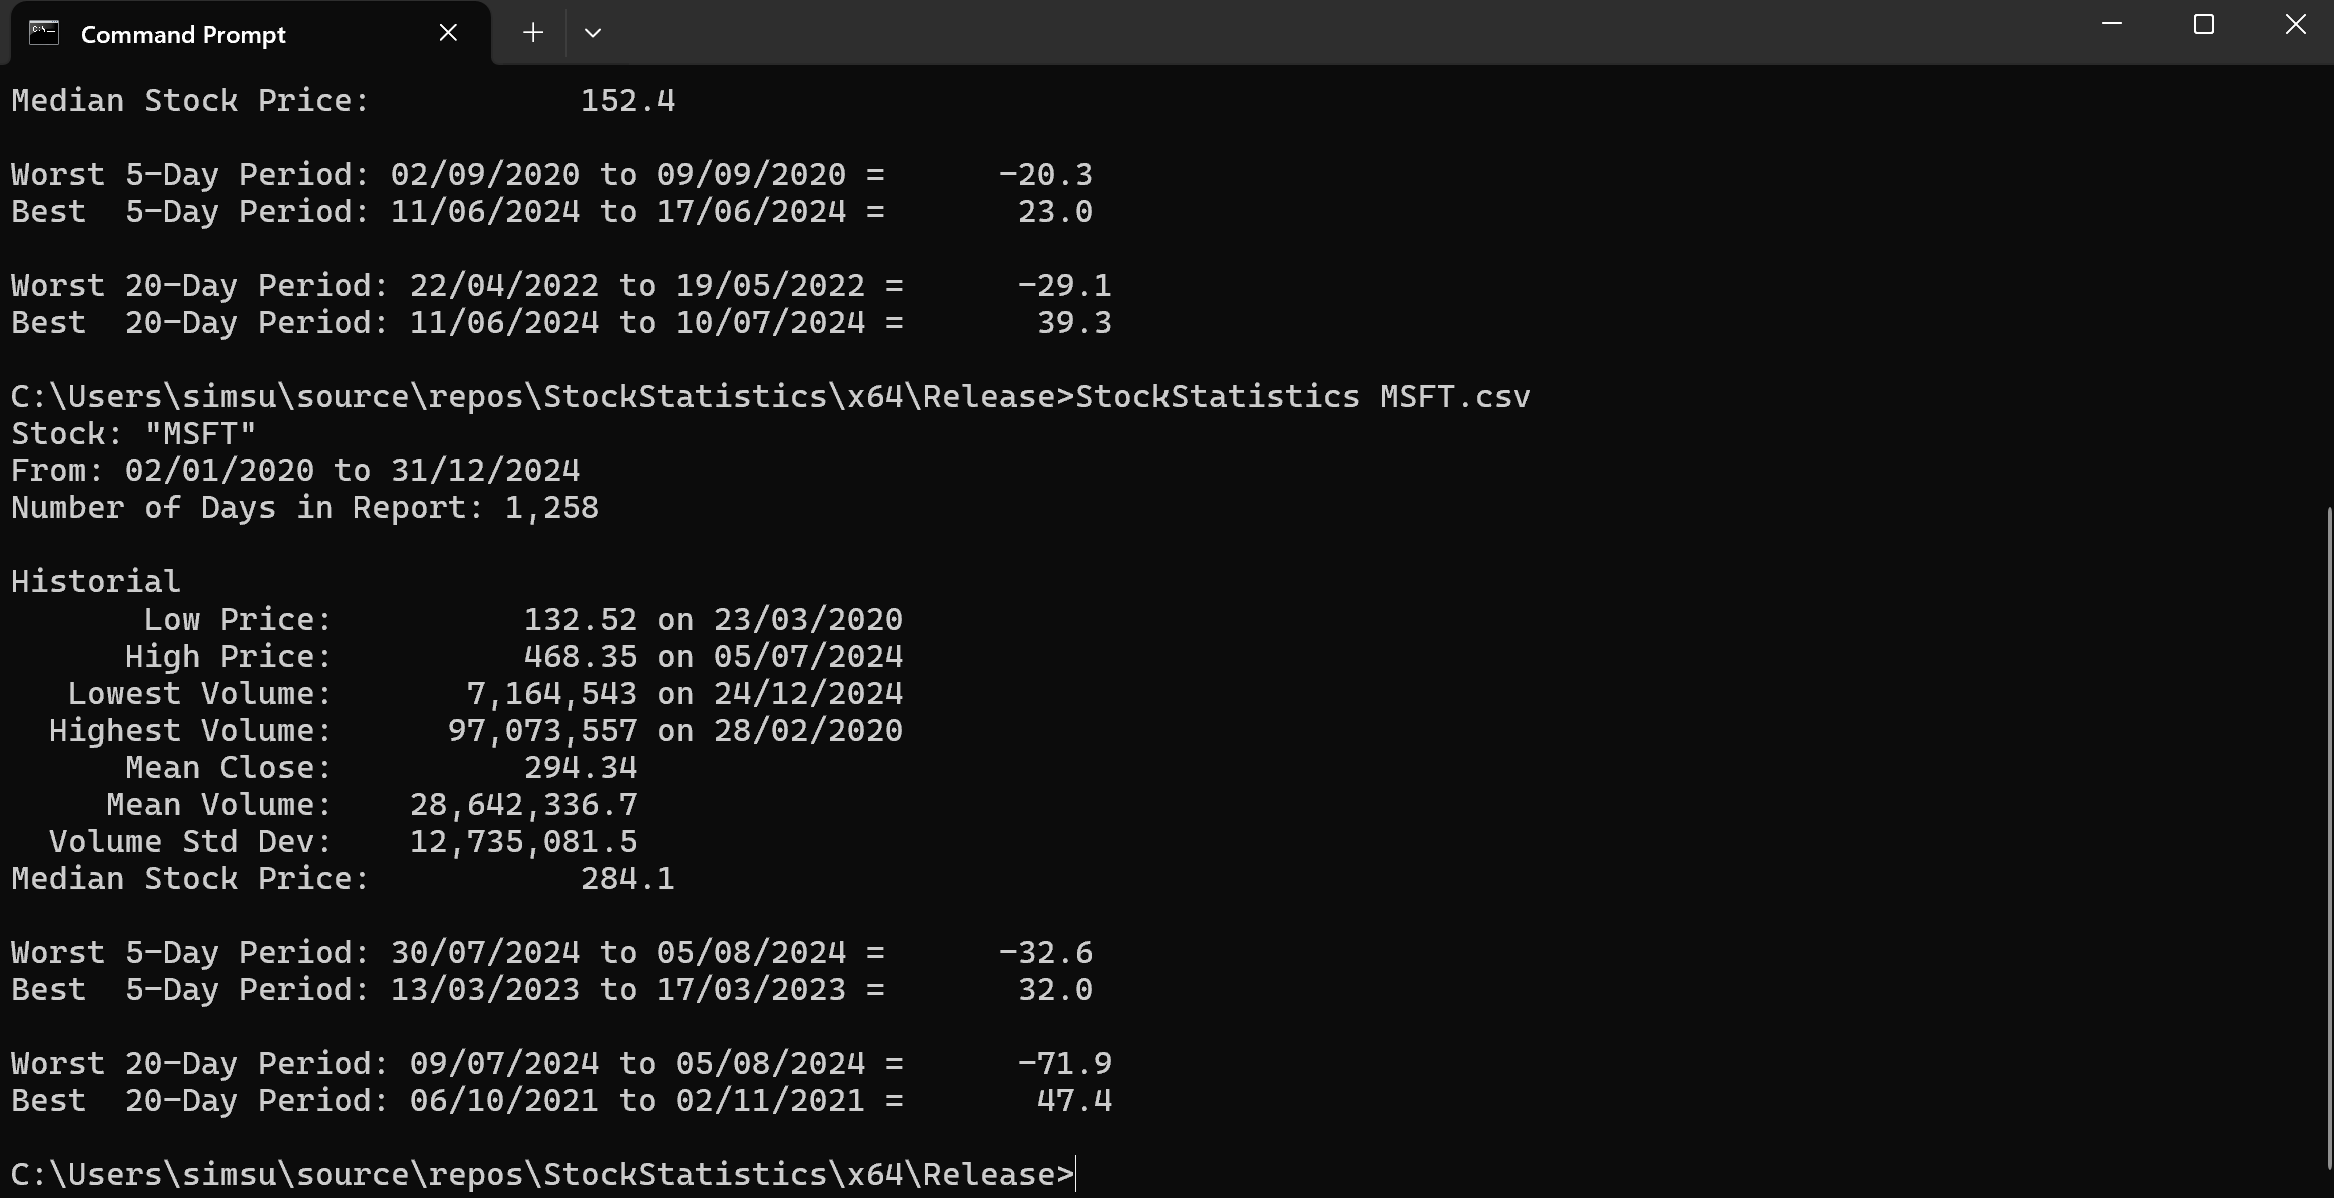 Command Prompt
Median Stock Price:           152.4
Worst 5-Day Period: 02/09/2020 to 09/09/2020 =      -20.3
Best  5-Day Period: 11/06/2024 to 17/06/2024 =       23.0
Worst 20-Day Period: 22/04/2022 to 19/05/2022 =      -29.1
Best  20-Day Period: 11/06/2024 to 10/07/2024 =       39.3
C:\Users\simsu\source\repos\StockStatistics\x64\Release>StockStatistics MSFT.csv
Stock: "MSFT"
From: 02/01/2020 to 31/12/2024
Number of Days in Report: 1,258
Historial
       Low Price:          132.52 on 23/03/2020
      High Price:          468.35 on 05/07/2024
   Lowest Volume:       7,164,543 on 24/12/2024
  Highest Volume:      97,073,557 on 28/02/2020
      Mean Close:          294.34
     Mean Volume:    28,642,336.7
  Volume Std Dev:    12,735,081.5
Median Stock Price:           284.1
Worst 5-Day Period: 30/07/2024 to 05/08/2024 =      -32.6
Best  5-Day Period: 13/03/2023 to 17/03/2023 =       32.0
Worst 20-Day Period: 09/07/2024 to 05/08/2024 =      -71.9
Best  20-Day Period: 06/10/2021 to 02/11/2021 =       47.4
C:\Users\simsu\source\repos\StockStatistics\x64\Release>